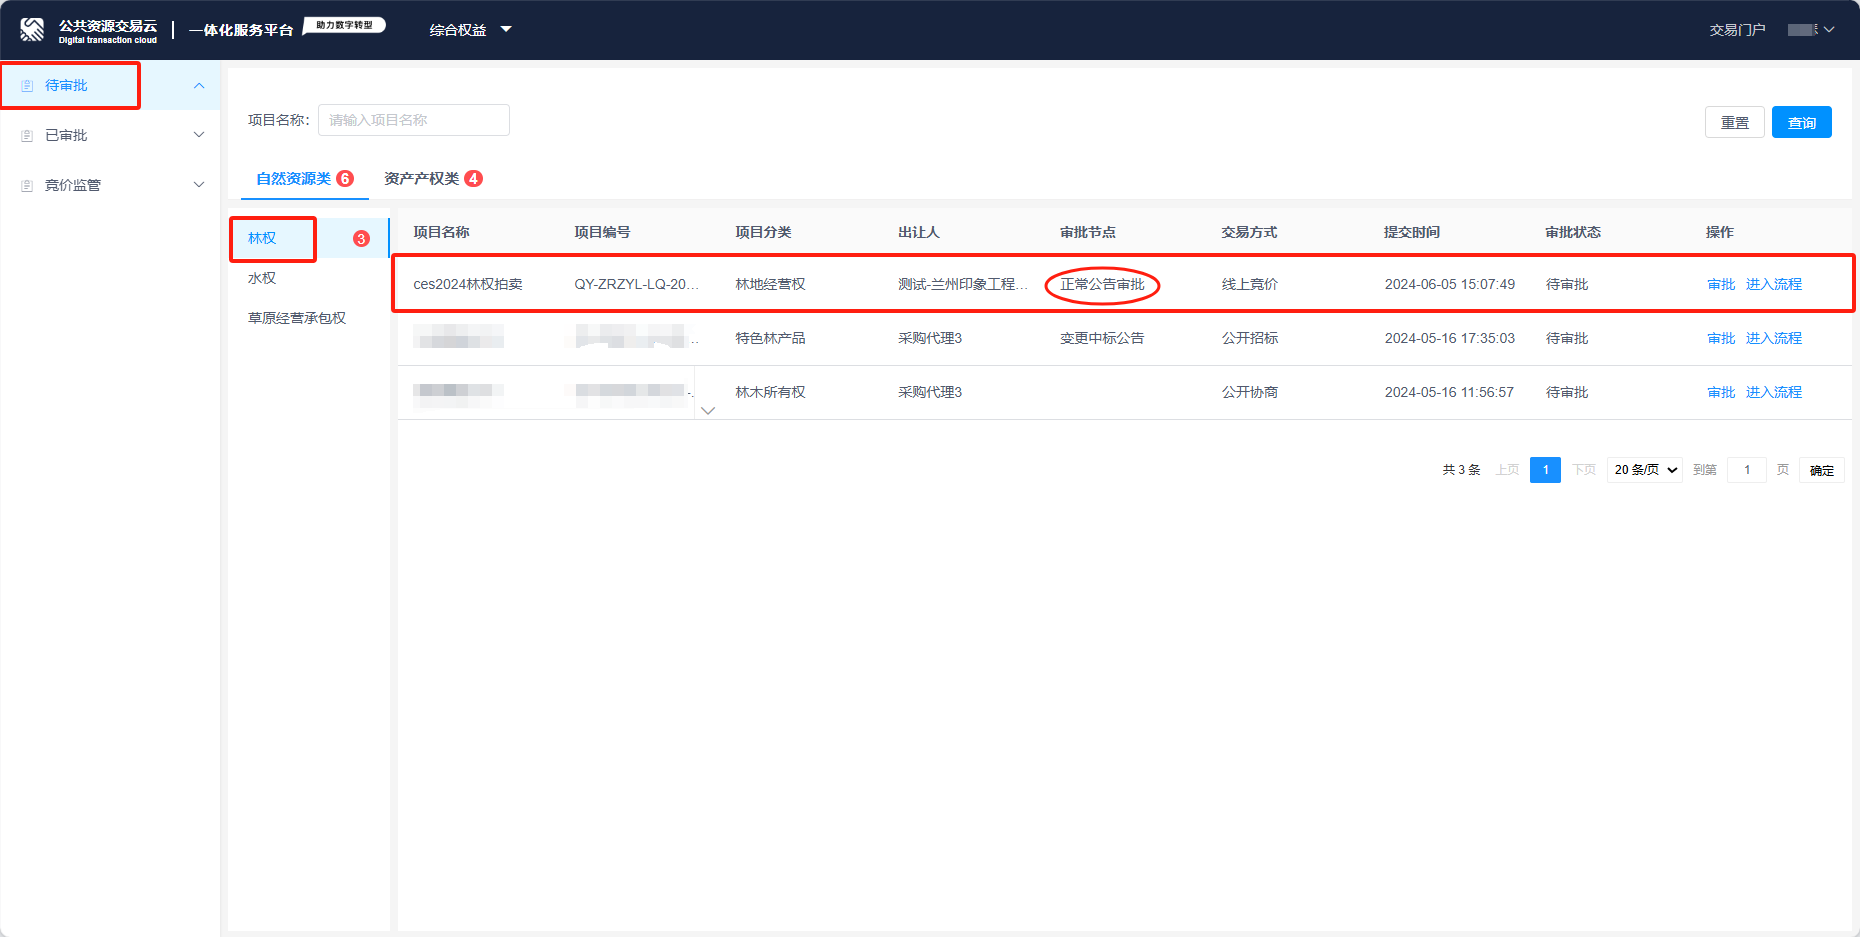 公共资源交易云
Digital transaction cloud
一体化服务平台
助力数字转型
综合权益
交易门户
待审批
已审批
竞价监管
项目名称：
请输入项目名称
重置
查询
自然资源类 6
资产产权类 4
林权 3
水权
草原经营承包权
项目名称 项目编号 项目分类 出让人 审批节点 交易方式 提交时间 审批状态 操作
ces2024林权拍卖 QY-ZRZYL-LQ-20... 林地经营权 测试-兰州印象工程... 正常公告审批 线上竞价 2024-06-05 15:07:49 待审批 审批 进入流程
特色林产品 采购代理3 变更中标公告 公开招标 2024-05-16 17:35:03 待审批 审批 进入流程
林木所有权 采购代理3 公开协商 2024-05-16 11:56:57 待审批 审批 进入流程
共 3 条 上页 1 下页 20 条/页 到第 1 页 确定